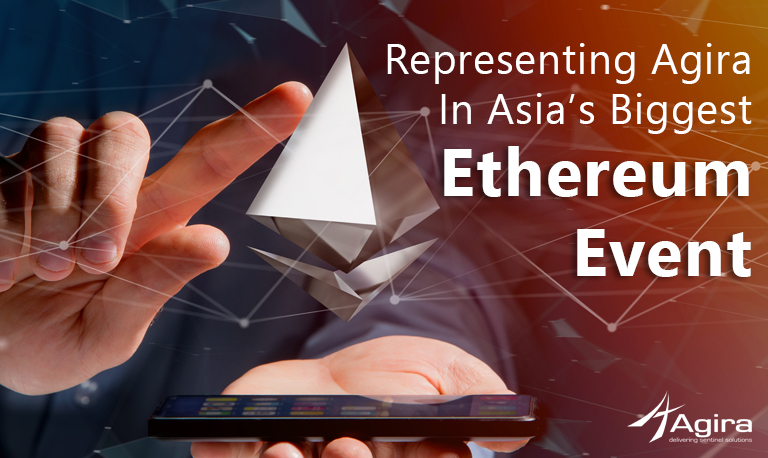 Representing Agira
In Asia's Biggest
Ethereum
Event
Agira
delivering sentinel solutions